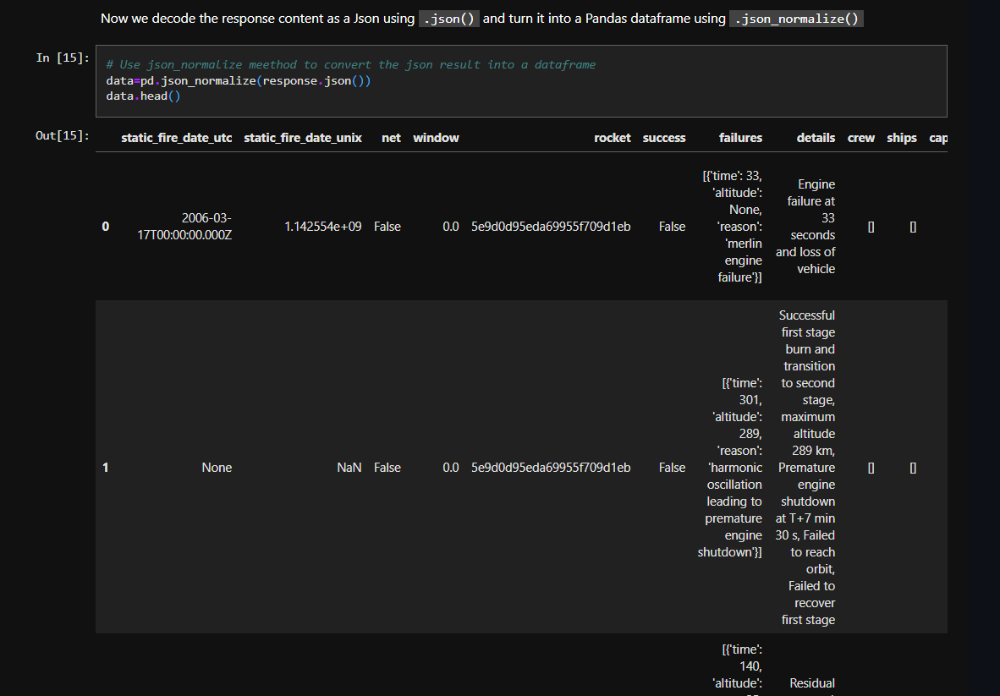 Now we decode the response content as a Json using .json() and turn it into a Pandas dataframe using .json_normalize()
In [15]:
# Use json_normalize meethod to convert the json result into a dataframe
data=pd.json_normalize(response.json())
data.head()
Out[15]:
static_fire_date_utc static_fire_date_unix net window rocket success failures details crew ships cap
[{'time': 33,
'altitude': Engine
None, failure at
0 2006-03-17T00:00:00.000Z 1.142554e+09 False 0.0 5e9d0d95eda69955f709d1eb False 'reason': 33 [] []
'merlin seconds
engine and loss of
failure'}] vehicle
Successful
first stage
burn and
transition
[{'time': to second
301, stage,
'altitude': maximum
289, altitude
'reason': 289 km,
1 None NaN False 0.0 5e9d0d95eda69955f709d1eb False 'harmonic Premature [] []
oscillation engine
leading to shutdown
premature at T+7 min
engine 30 s, Failed
shutdown'}] to reach
orbit,
Failed to
recover
first stage
[{'time':
140,
'altitude': Residual